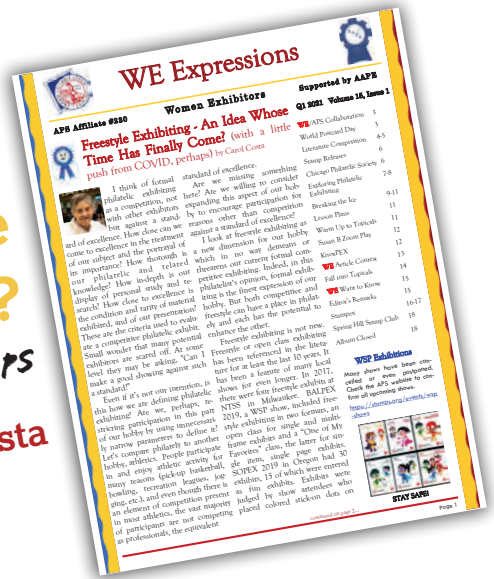 WE Expressions
APS Affiliate #280
Women Exhibitors
Supported by AAPE
Freestyle Exhibiting - An Idea Whose
Time Has Finally Come? (with a little
push from COVID, perhaps) by Carol Costa
I think of formal
philatelic exhibiting
as a competition, not
with other exhibitors
but against a stand-
ard of excellence. How close can we
come to excellence in the treatment
of our subject and the portrayal of
its importance? How thorough is
our philatelic and related
knowledge? How in-depth is our
display of personal study and re-
search? How close to excellence is
the condition and rarity of material
exhibited, and of our presentation?
These are the criteria used to evalu-
ate a competitive philatelic exhibit.
Small wonder that many potential
exhibitors are scared off. At some
level they may be asking, "Can I
make a good showing against such
a standard?"
Even if it's not our intention, is
this how we are defining philatelic
exhibiting? Are we, perhaps, re-
stricting participation in this part
of our hobby by using unnecessari-
ly narrow parameters to define it?
Let's compare philately to another
hobby, athletics. People participate
in and enjoy athletic activity for
many reasons (pick-up basketball,
bowling, recreation leagues, jog
ging, etc.), and even though there is
an element of competition present
in most athletics, the vast majority
of participants are not competing
as professionals, the equivalent
standard of excellence.
Are we missing something
here? Are we willing to consider
expanding this aspect of our hob-
by to encourage participation for
reasons other than competition
against a standard of excellence?
I look at freestyle exhibiting as
a new dimension for our hobby
which in no way demeans or
threatens our current formal com-
petitive exhibiting. Indeed, in this
philatelist's opinion, formal exhib-
iting is the finest expression of our
hobby. But both competitive and
freestyle can have a place in philat-
ely and each has the potential to
enhance the other.
Freestyle exhibiting is not new.
Freestyle or open class exhibiting
has been referenced in the litera-
ture for at least the last 10 years. It
has been a feature of many local
shows for even longer. In 2017,
there were four freestyle exhibits at
NTSS in Milwaukee. BALPEX
2019, a WSP show, included free-
style exhibiting in two formats, an
open class for single and multi-
frame exhibits and a "One of My
Favorites" class, the latter for sin-
gle item, single page exhibits.
SOPEX 2019 in Oregon had 30
exhibits, 15 of which were entered
as fun exhibits. Exhibits were
judged by show attendees who
placed colored stick-on dots on
continued on page 2...
Q1 2021 Volume 15, Issue 1
WE/APS Collaboration 3
World Postcard Day 3
Literature Competition 4-5
Stamp Releases 6
Chicago Philatelic Society 6
Exploring Philatelic
Exhibiting 7-8
Breaking the Ice 9-11
Lesson Plans 11
Warm Up to Topicals 11
Susan B Zoom Play 12
KnoxPEX 12
WE Article Contest 13
Fall into Topicals 14
WE Want to Know 15
Editor's Remarks 15
Stampex 16-17
Spring Hill Stamp Club 18
Album Closed 18
WSP Exhibitions
Many shows have been can-
celled or even postponed.
Check the APS website to con-
firm all upcoming shows.
https://stamps.org/events/wsp
-shows
STAY SAFE!
Page 1
e
?
PS
sta